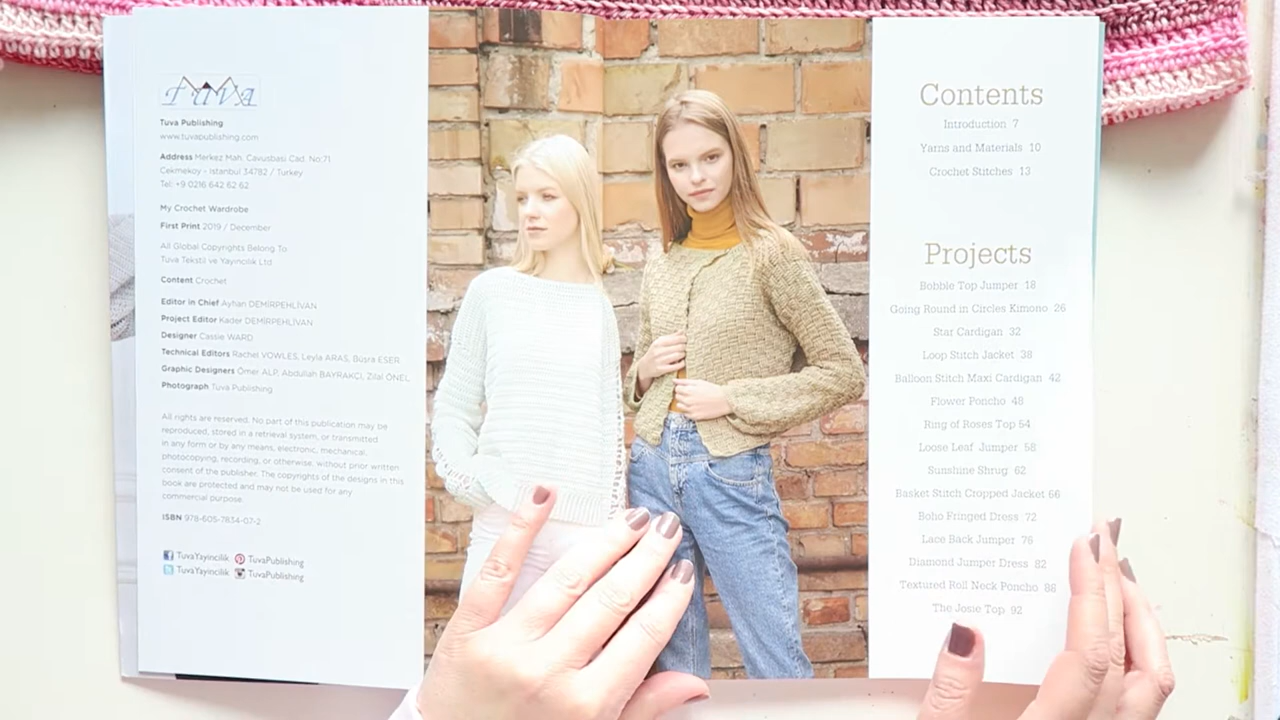 tuva
Tuva Publishing
www.tuvapublishing.com
Address Merkez Mah. Cavusbasi Cad. No:71
Cekmekoy - Istanbul 34782 / Turkey
Tel: +9 0216 642 62 62
My Crochet Wardrobe
First Print 2019 / December
All Global Copyrights Belong To
Tuva Tekstil ve Yayıncılık Ltd.
Content Crochet
Editor in Chief Ayhan DEMİRPEHLİVAN
Project Editor Kader DEMİRPEHLİVAN
Designer Cassie WARD
Technical Editors Rachel VOWLES, Leyla ARAS, Büşra ESER
Graphic Designers Ömer ALP, Abdullah BAYRAKÇI, Zilal ÖNEL
Photograph Tuva Publishing
All rights are reserved. No part of this publication may be
reproduced, stored in a retrieval system, or transmitted
in any form or by any means, electronic, mechanical,
photocopying, recording, or otherwise, without prior written
consent of the publisher. The copyrights of the designs in this
book are protected and may not be used for any
commercial purpose.
ISBN 978-605-7834-07-2
TuvaYayincilik TuvaPublishing
TuvaYayincilik TuvaPublishing
Contents
Introduction 7
Yarns and Materials 10
Crochet Stitches 13
Projects
Bobble Top Jumper 18
Going Round in Circles Kimono 26
Star Cardigan 32
Loop Stitch Jacket 38
Balloon Stitch Maxi Cardigan 42
Flower Poncho 48
Ring of Roses Top 54
Loose Leaf Jumper 58
Sunshine Shrug 62
Basket Stitch Cropped Jacket 66
Boho Fringed Dress 72
Lace Back Jumper 76
Diamond Jumper Dress 82
Textured Roll Neck Poncho 88
The Josie Top 92